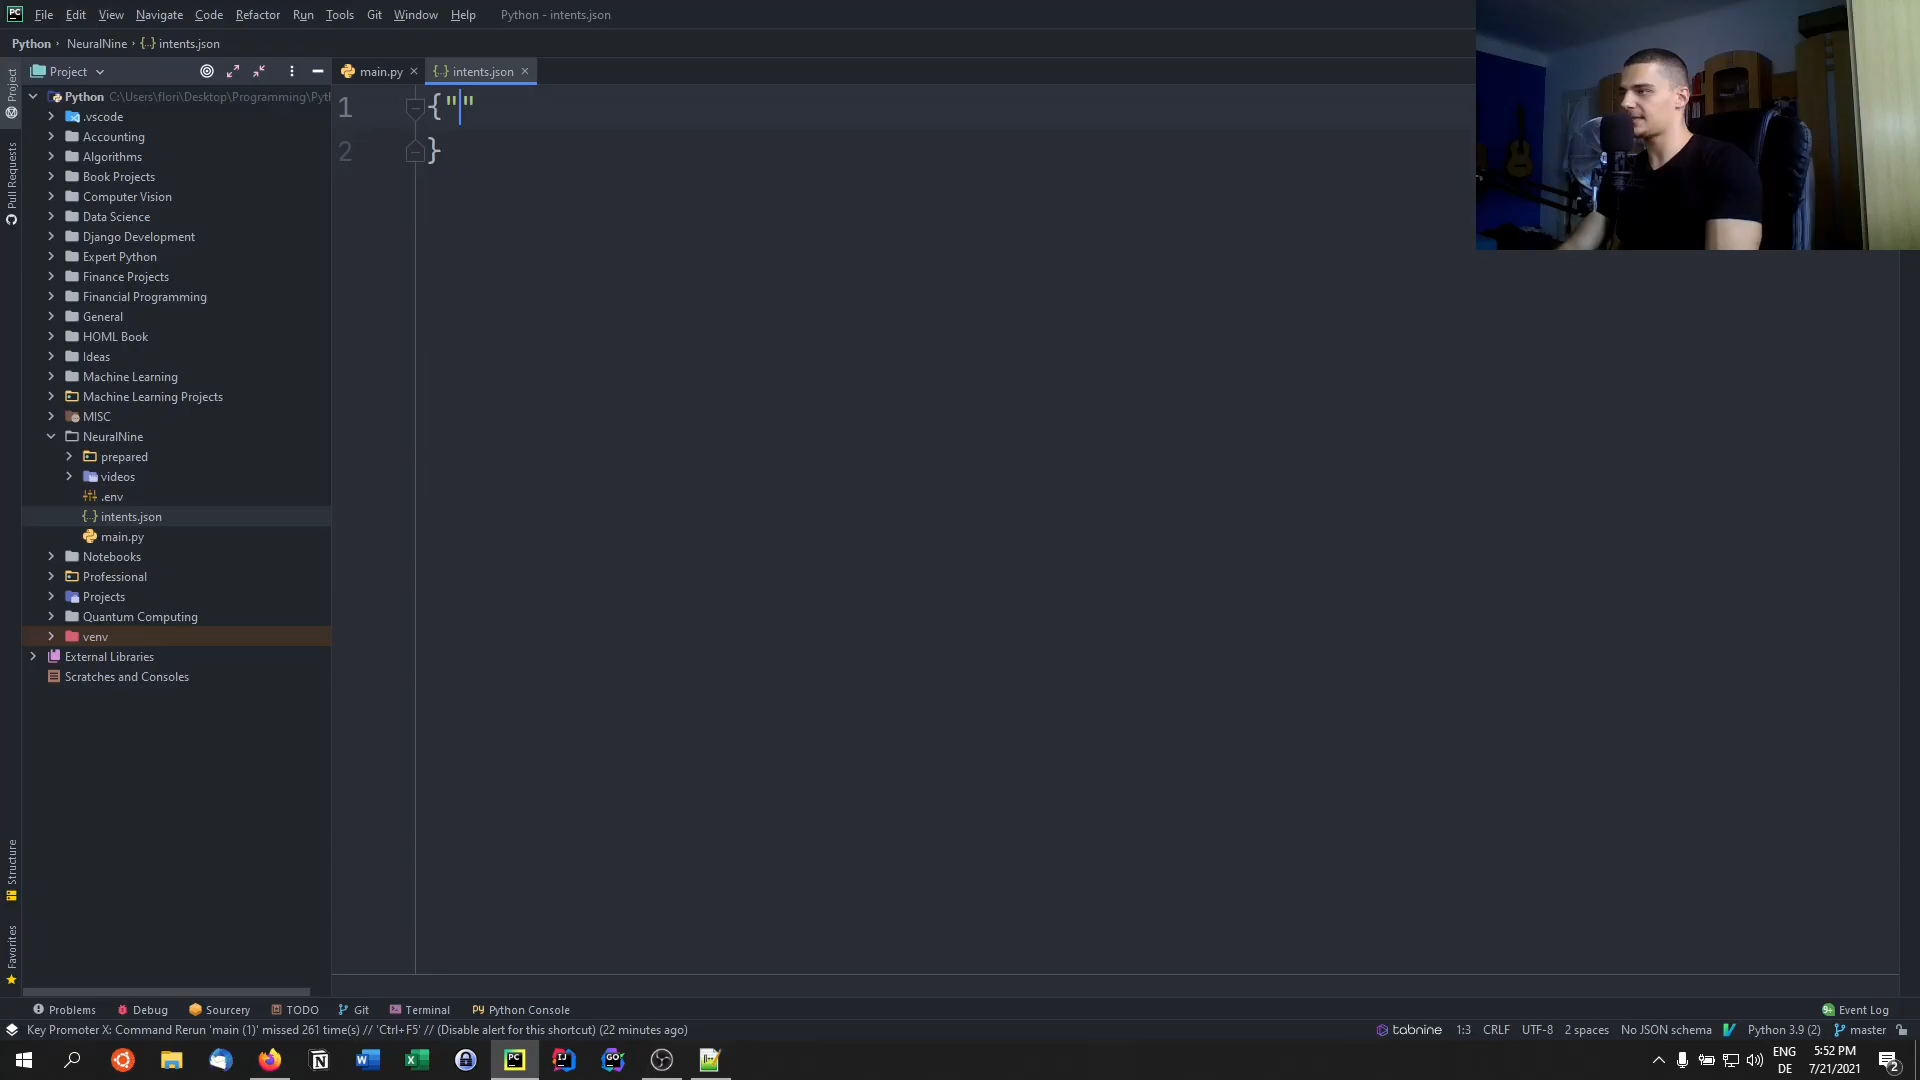 File Edit View Navigate Code Refactor Run Tools Git Window Help Python - intents.json
Python NeuralNine intents.json
Project main.py intents.json
Project
Pull Requests
Structure
Favorites
Python C:\Users\flori\Desktop\Programming\Pyth
.vscode
Accounting
Algorithms
Book Projects
Computer Vision
Data Science
Django Development
Expert Python
Finance Projects
Financial Programming
General
HOML Book
Ideas
Machine Learning
Machine Learning Projects
MISC
NeuralNine
prepared
videos
.env
intents.json
main.py
Notebooks
Professional
Projects
Quantum Computing
venv
External Libraries
Scratches and Consoles
1 {""
2 }
Problems Debug Sourcery TODO Git Terminal Python Console Event Log
Key Promoter X: Command Rerun 'main (1)' missed 261 time(s) // 'Ctrl+F5' // (Disable alert for this shortcut) (22 minutes ago) tabnine 1:3 CRLF UTF-8 2 spaces No JSON schema Python 3.9 (2) master
ENG 5:52 PM
DE 7/21/2021 2